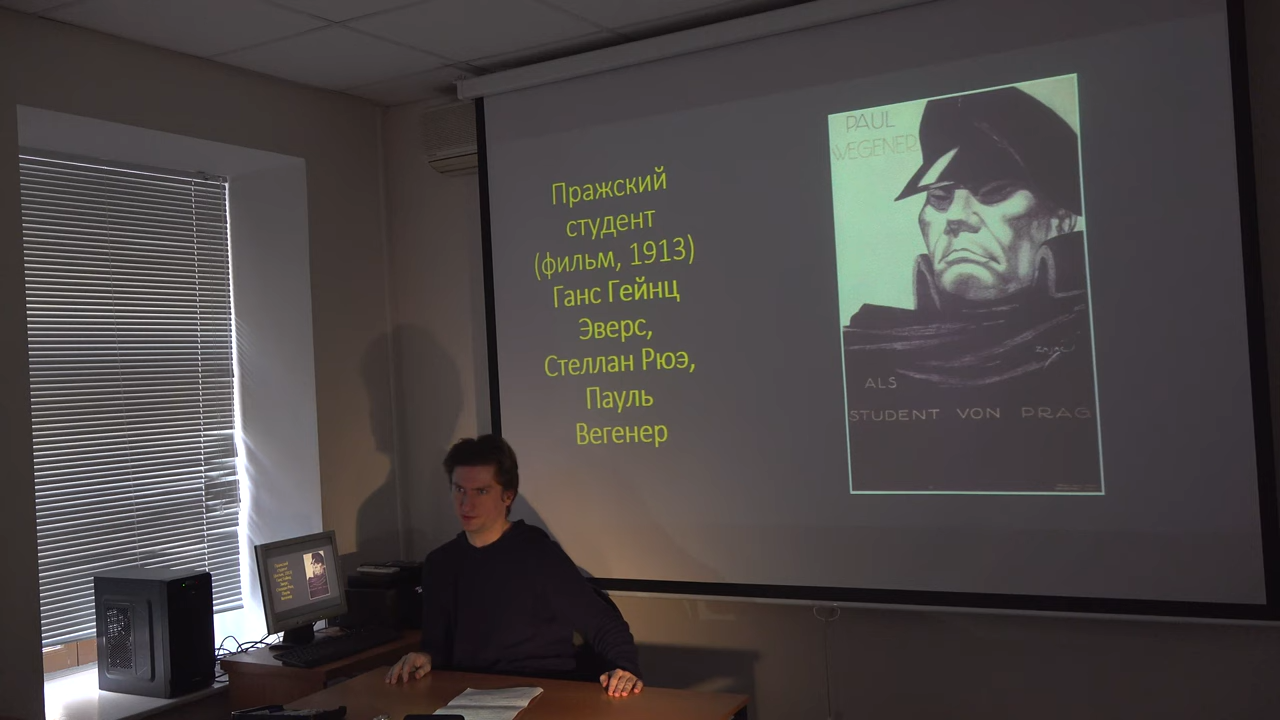 Пражский
студент
(фильм, 1913)
Ганс Гейнц
Эверс,
Стеллан Рюэ,
Пауль
Вегенер
PAUL
WEGENER
ALS
STUDENT VON PRAG